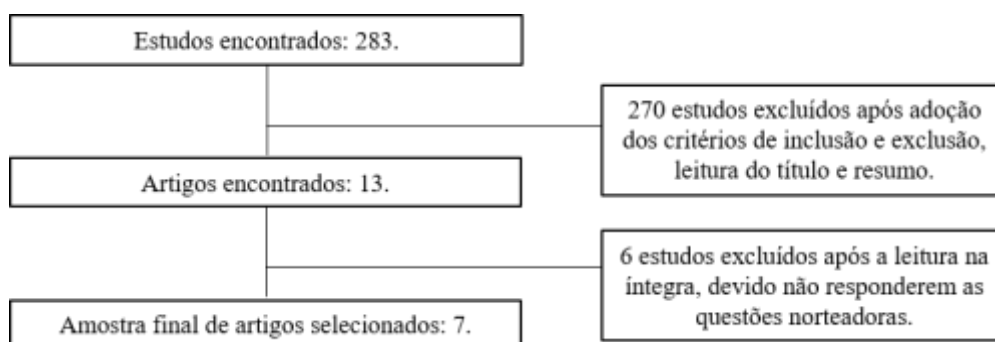 Estudos encontrados: 283.
270 estudos excluídos após adoção
dos critérios de inclusão e exclusão,
leitura do título e resumo.
Artigos encontrados: 13.
6 estudos excluídos após a leitura na
íntegra, devido não responderem as
questões norteadoras.
Amostra final de artigos selecionados: 7.